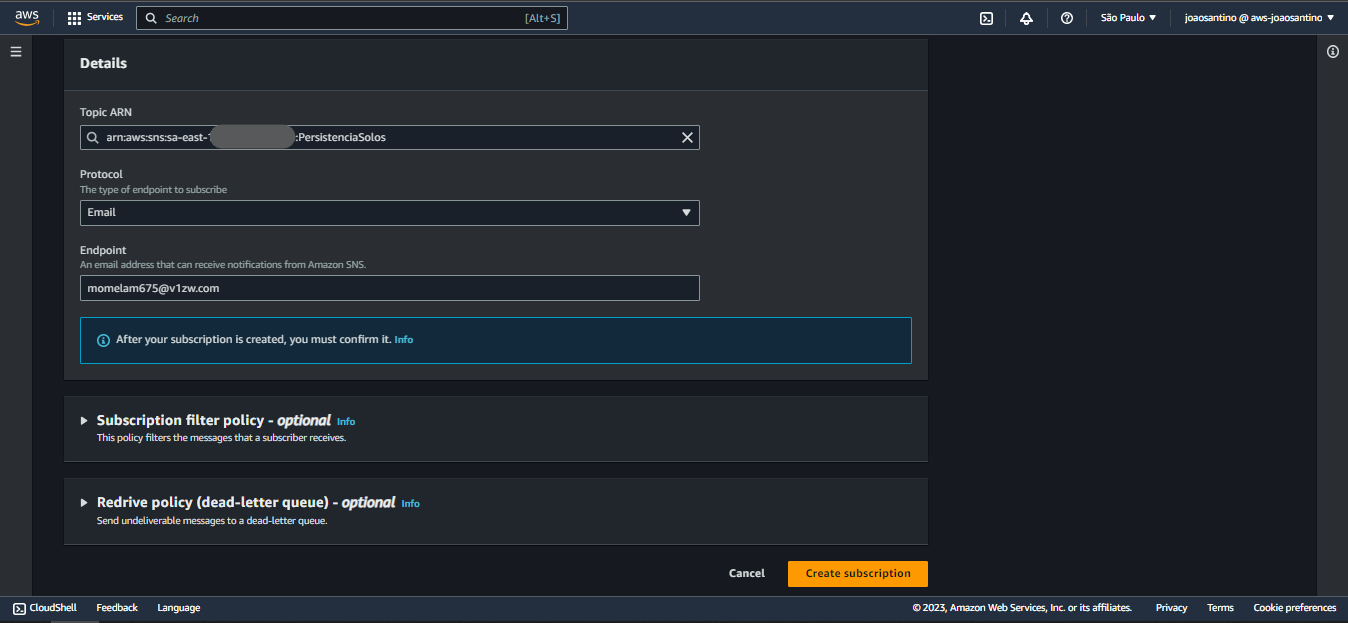 aws Services Search [Alt+S] São Paulo joaosantino @ aws-joaosantino
Details
Topic ARN
arn:aws:sns:sa-east-1 :PersistenciaSolos
Protocol
The type of endpoint to subscribe
Email
Endpoint
An email address that can receive notifications from Amazon SNS.
momelam675@v1zw.com
After your subscription is created, you must confirm it. Info
Subscription filter policy - optional Info
This policy filters the messages that a subscriber receives.
Redrive policy (dead-letter queue) - optional Info
Send undeliverable messages to a dead-letter queue.
Cancel Create subscription
CloudShell Feedback Language © 2023, Amazon Web Services, Inc. or its affiliates. Privacy Terms Cookie preferences